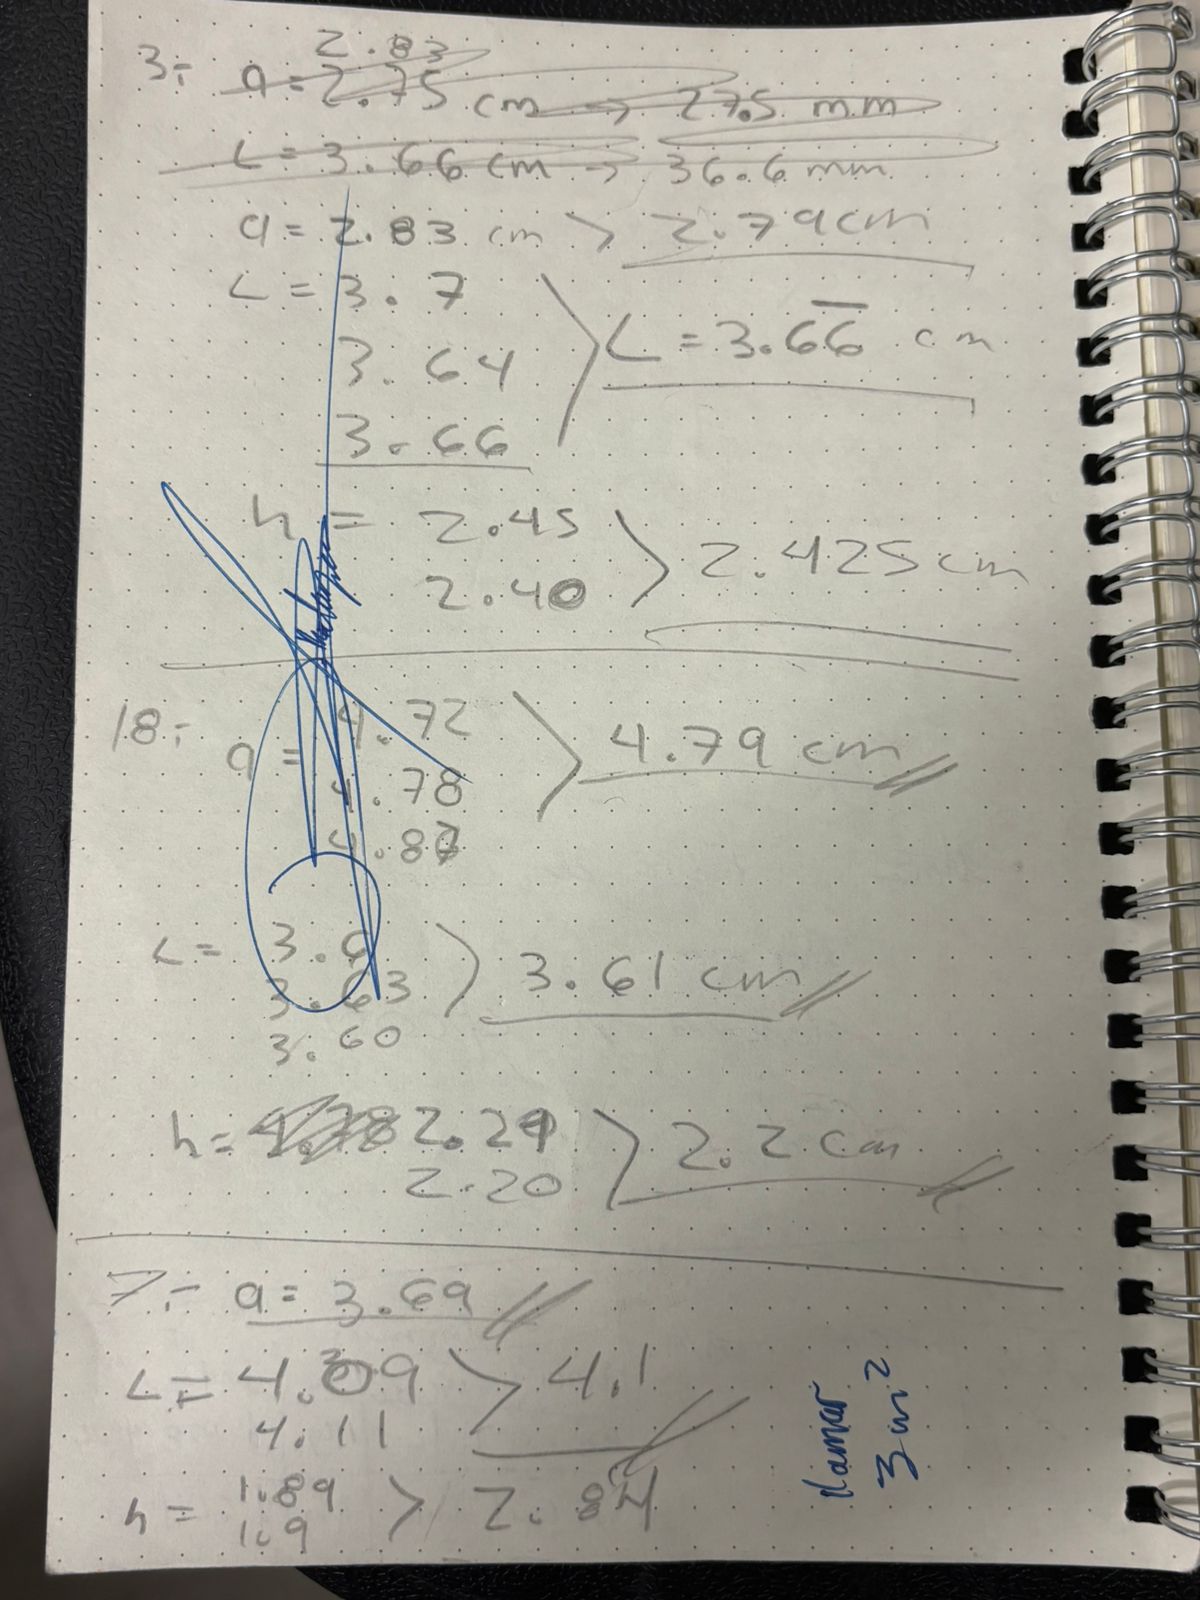 3:- 2.83
a = 2.75 cm → 27.5 mm
L = 3.66 cm → 36.6 mm
a = 2.83 cm > 2.79 cm
L = 3.7
3.64 > L = 3.66 cm
3.66
h = 2.45
2.40 > 2.425 cm
18:- a = 4.72
4.78 > 4.79 cm
4.87
L = 3.6
3.63 > 3.61 cm
3.60
h = 4.78 2.29
2.20 > 2.2 cm
7:- a = 3.69
L = 4.09 > 4.1
4.11
h = 1.89
1.9 > 2.84
3 cm²